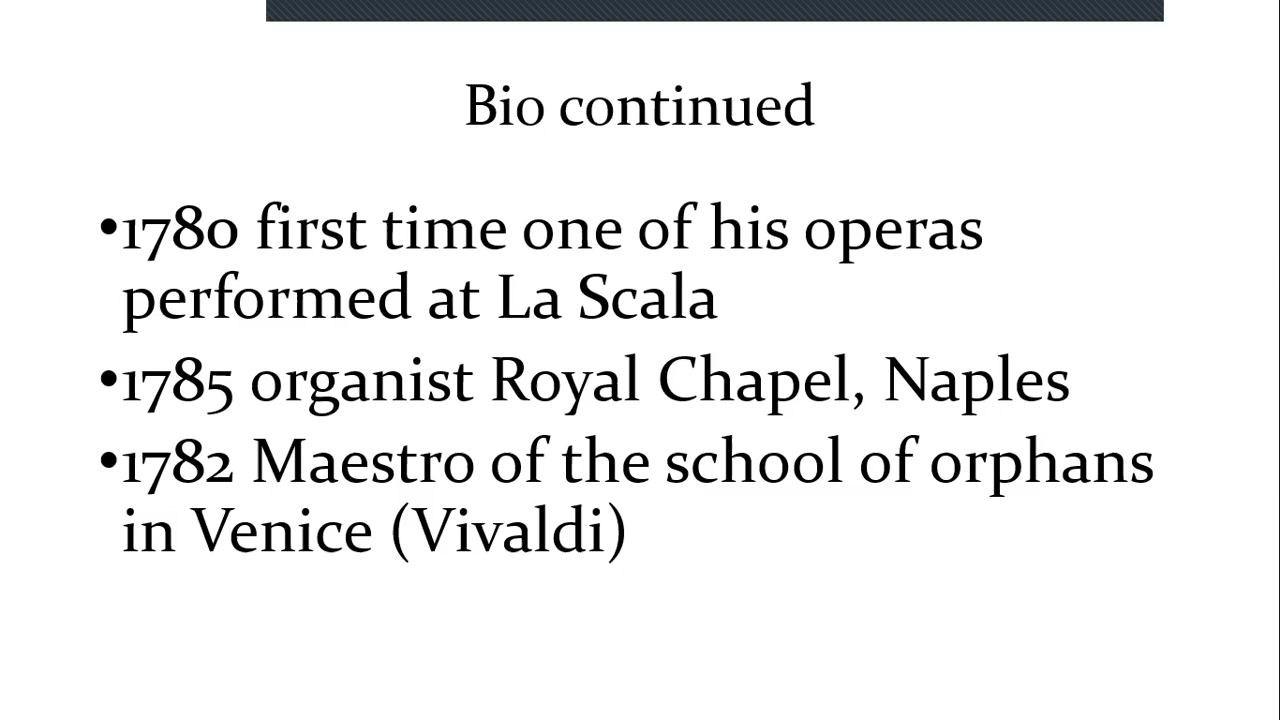 Bio continued
•1780 first time one of his operas
performed at La Scala
•1785 organist Royal Chapel, Naples
•1782 Maestro of the school of orphans
in Venice (Vivaldi)